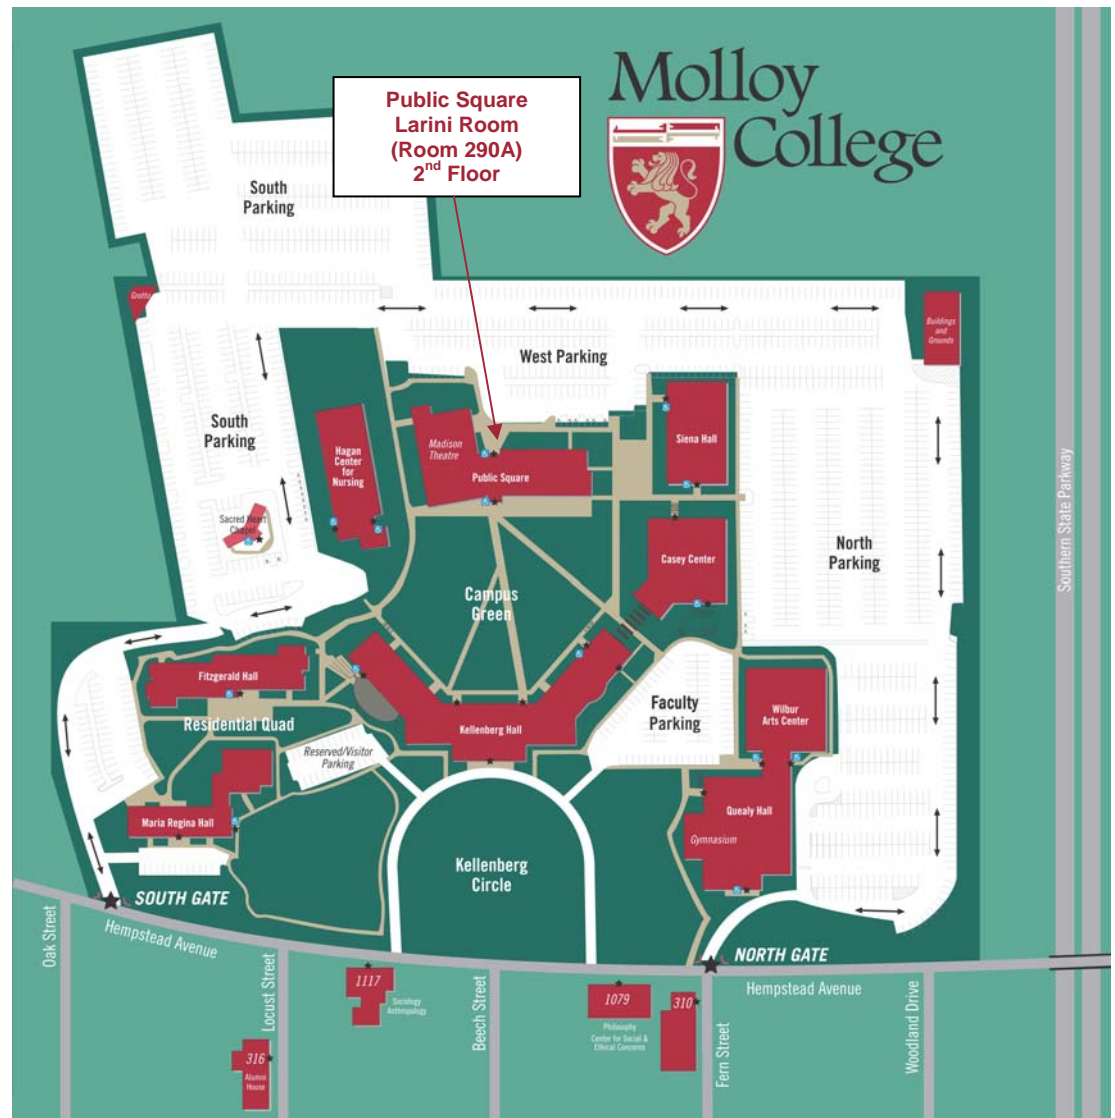 Molloy
College
Public Square
Larini Room
(Room 290A)
2nd Floor
South
Parking
Grotto
Buildings
and
Grounds
West Parking
South
Parking
Hagan
Center
for
Nursing
Madison
Theatre
Public Square
Siena Hall
Sacred Heart
Chapel
Casey Center
North
Parking
Southern State Parkway
Campus
Green
Fitzgerald Hall
Residential Quad
Reserved/Visitor
Parking
Kellenberg Hall
Faculty
Parking
Wilbur
Arts Center
Maria Regina Hall
Quealy Hall
Gymnasium
Kellenberg
Circle
SOUTH GATE
Hempstead Avenue
NORTH GATE
Hempstead Avenue
Oak Street
Locust Street
Beech Street
Fern Street
Woodland Drive
1117
Sociology
Anthropology
1079
Philosophy
Center for Social &
Ethical Concerns
310
316
Alumni
House